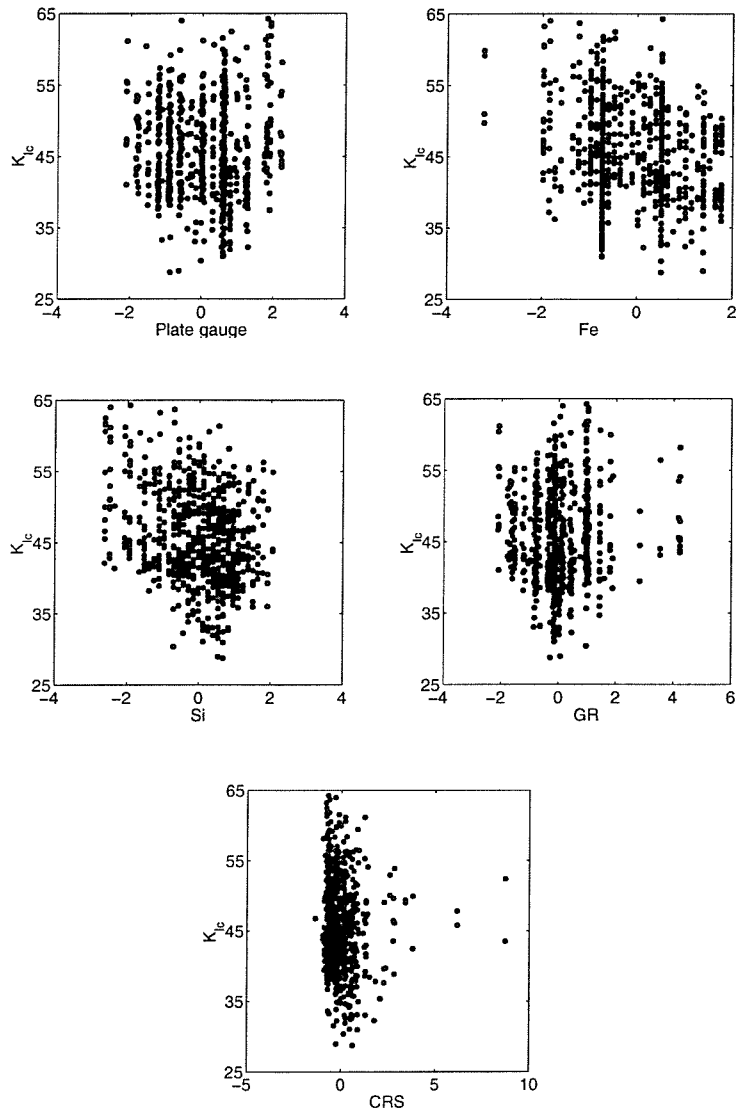 65 65
55 55
K_Ic 45 K_Ic 45
35 35
25 25
−4 −2 0 2 4 −4 −2 0 2
Plate gauge Fe
65 65
55 55
K_Ic 45 K_Ic 45
35 35
25 25
−4 −2 0 2 4 −4 −2 0 2 4 6
Si GR
65
55
K_Ic 45
35
25
−5 0 5 10
CRS